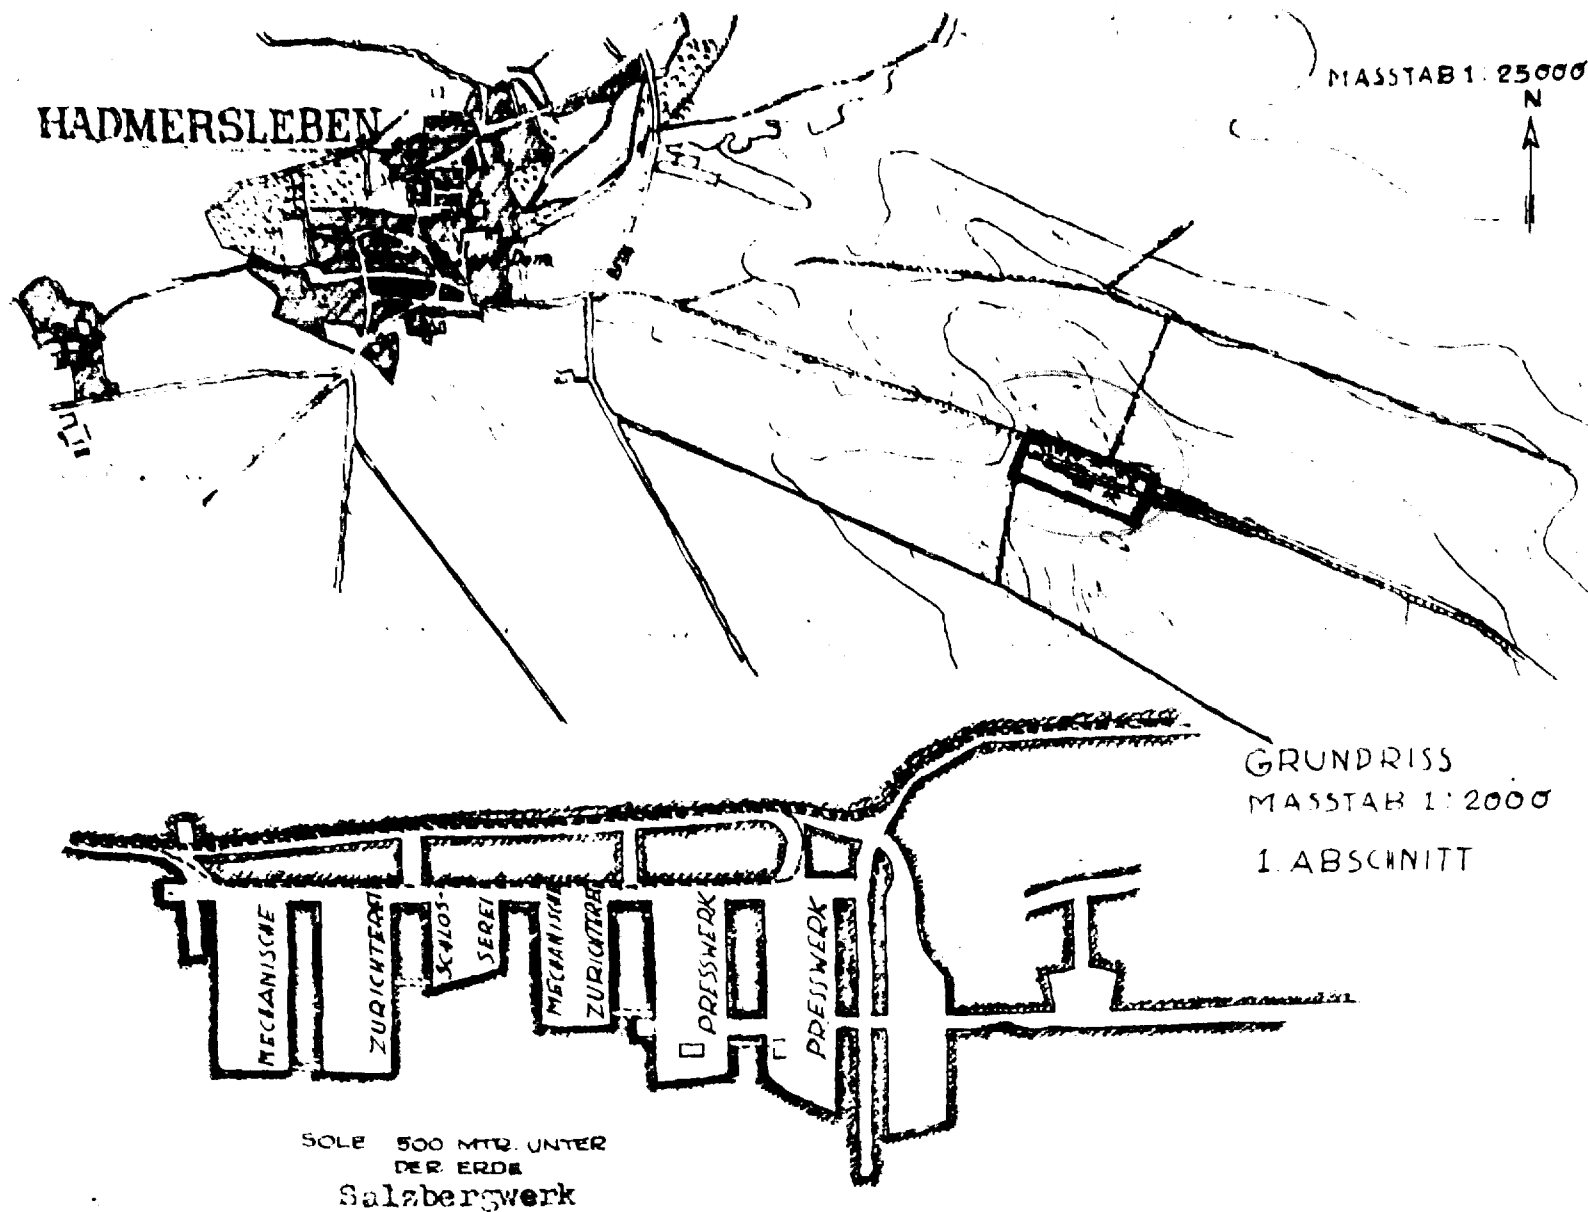 MASSTAB 1:25000
N
HADMERSLEBEN
Dom
GRUNDRISS
MASSTAB 1:2000
1. ABSCHNITT
MECHANISCHE
ZURICHTEREI
SCHLOS-
SEREI
MECHANISCHE
ZURICHTEREI
PRESSWERK
PRESSWERK
SOLE 500 MTR. UNTER
DER ERDE
Salzbergwerk